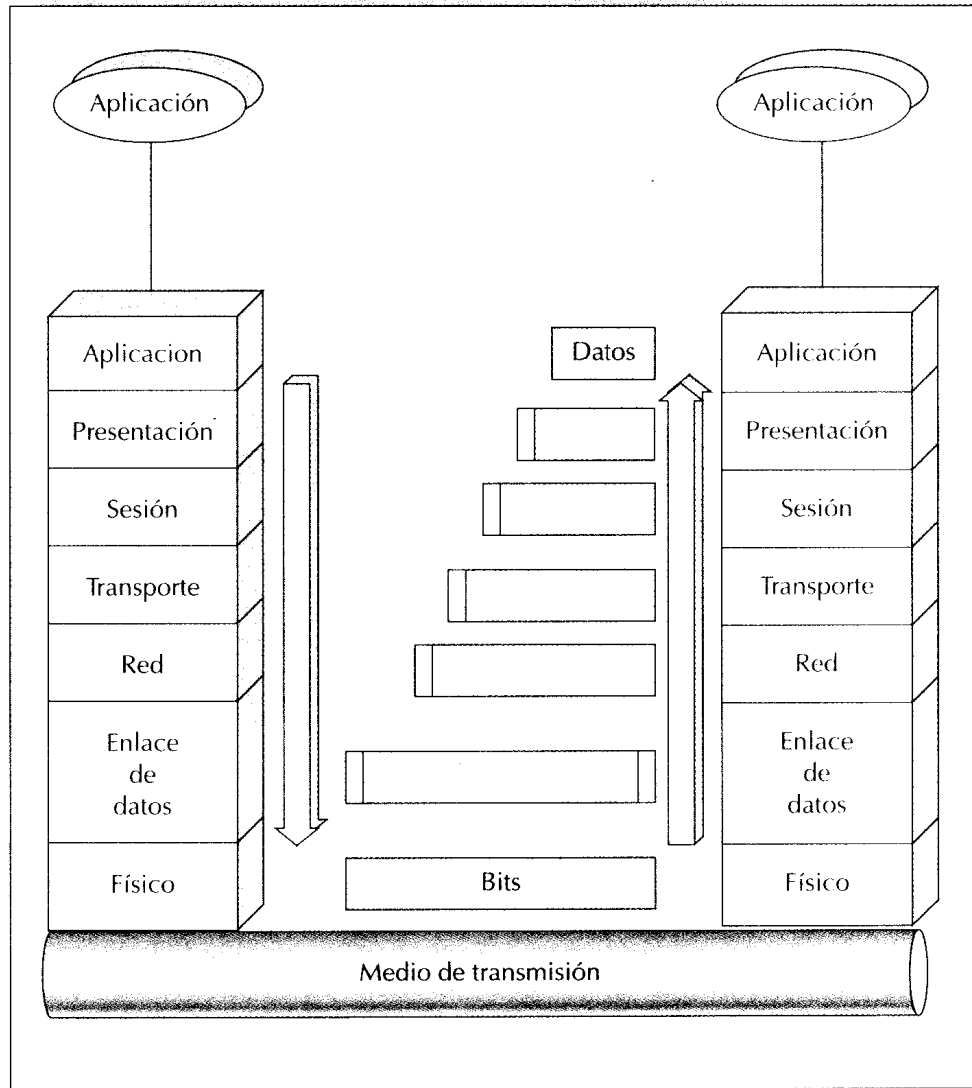 Aplicación
Aplicación
Aplicacion
Presentación
Sesión
Transporte
Red
Enlace
de
datos
Físico
Datos
Bits
Aplicación
Presentación
Sesión
Transporte
Red
Enlace
de
datos
Físico
Medio de transmisión